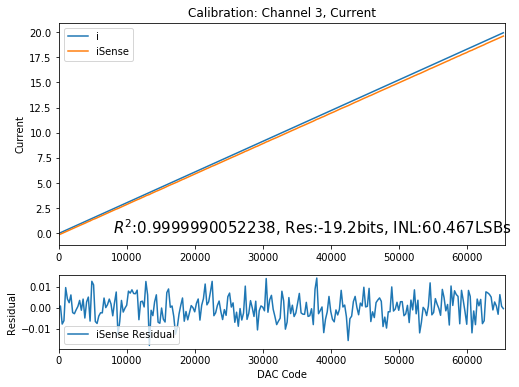 Calibration: Channel 3, Current
20.0
17.5
15.0
12.5
10.0
7.5
5.0
2.5
0.0
Current
i
iSense
R²:0.9999990052238, Res:-19.2bits, INL:60.467LSBs
0 10000 20000 30000 40000 50000 60000
0.01
0.00
−0.01
Residual
iSense Residual
0 10000 20000 30000 40000 50000 60000
DAC Code